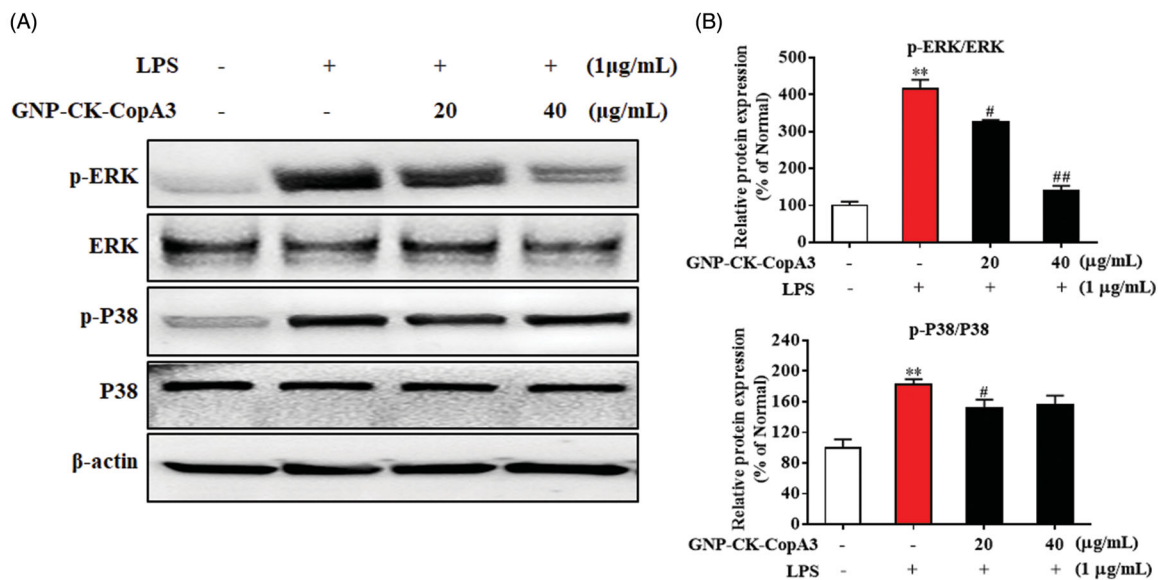 (A)
LPS - + + + (1μg/mL)
GNP-CK-CopA3 - - 20 40 (μg/mL)
p-ERK
ERK
p-P38
P38
β-actin
(B)
p-ERK/ERK
Relative protein expression
(% of Normal)
500
400
300
200
100
0
**
#
##
GNP-CK-CopA3 - - 20 40 (μg/mL)
LPS - + + + (1 μg/mL)
p-P38/P38
Relative protein expression
(% of Normal)
240
200
160
120
80
40
0
**
#
GNP-CK-CopA3 - - 20 40 (μg/mL)
LPS - + + + (1 μg/mL)